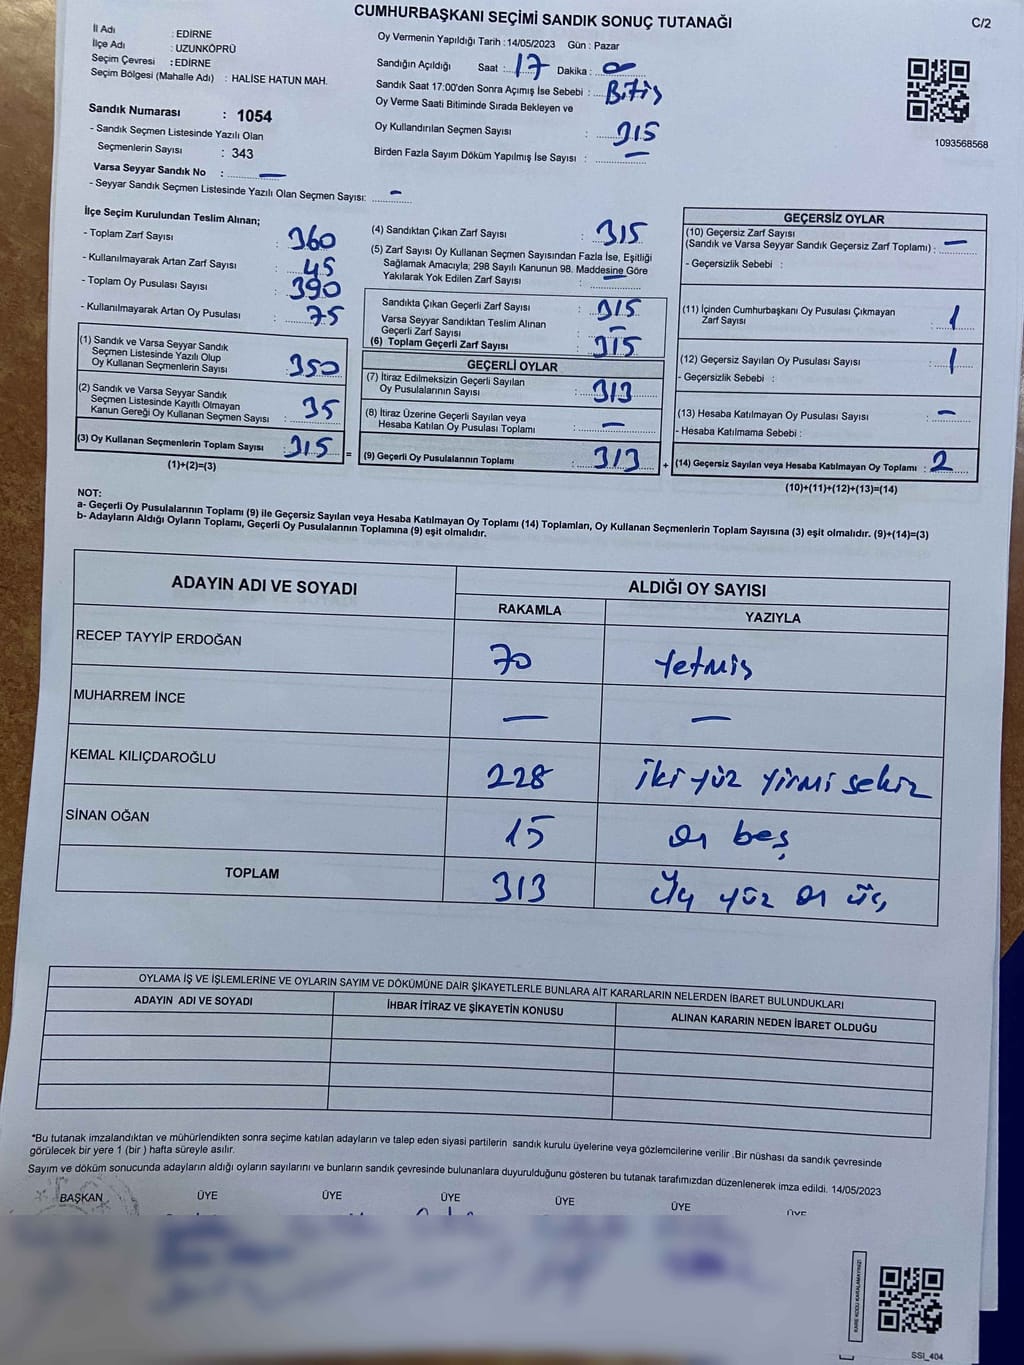 CUMHURBAŞKANI SEÇİMİ SANDIK SONUÇ TUTANAĞI
C/2
İl Adı : EDİRNE
İlçe Adı : UZUNKÖPRÜ
Seçim Çevresi : EDİRNE
Seçim Bölgesi (Mahalle Adı) : HALİSE HATUN MAH.
Sandık Numarası : 1054
- Sandık Seçmen Listesinde Yazılı Olan
Seçmenlerin Sayısı : 343
Varsa Seyyar Sandık No : —
- Seyyar Sandık Seçmen Listesinde Yazılı Olan Seçmen Sayısı: -
Oy Vermenin Yapıldığı Tarih : 14/05/2023 Gün : Pazar
Sandığın Açıldığı Saat : 17 Dakika :
Sandık Saat 17:00'den Sonra Açımış İse Sebebi : Bitiş
Oy Verme Saati Bitiminde Sırada Bekleyen ve
Oy Kullandırılan Seçmen Sayısı : 315
Birden Fazla Sayım Döküm Yapılmış İse Sayısı : —
1093568568
İlçe Seçim Kurulundan Teslim Alınan;
- Toplam Zarf Sayısı : 360
- Kullanılmayarak Artan Zarf Sayısı : 45
- Toplam Oy Pusulası Sayısı : 390
- Kullanılmayarak Artan Oy Pusulası : 75
(1) Sandık ve Varsa Seyyar Sandık
Seçmen Listesinde Yazılı Olup
Oy Kullanan Seçmenlerin Sayısı : 350
(2) Sandık ve Varsa Seyyar Sandık
Seçmen Listesinde Kayıtlı Olmayan
Kanun Gereği Oy Kullanan Seçmen Sayısı : 35
(3) Oy Kullanan Seçmenlerin Toplam Sayısı : 315 =
(1)+(2)=(3)
(4) Sandıktan Çıkan Zarf Sayısı : 315
(5) Zarf Sayısı Oy Kullanan Seçmen Sayısından Fazla İse, Eşitliği
Sağlamak Amacıyla; 298 Sayılı Kanunun 98. Maddesine Göre
Yakılarak Yok Edilen Zarf Sayısı : —
Sandıkta Çıkan Geçerli Zarf Sayısı : 315
Varsa Seyyar Sandıktan Teslim Alınan
Geçerli Zarf Sayısı : —
(6) Toplam Geçerli Zarf Sayısı : 315
GEÇERLİ OYLAR
(7) İtiraz Edilmeksizin Geçerli Sayılan
Oy Pusulalarının Sayısı : 313
(8) İtiraz Üzerine Geçerli Sayılan veya
Hesaba Katılan Oy Pusulası Toplamı : —
(9) Geçerli Oy Pusulalarının Toplamı : 313 +
GEÇERSİZ OYLAR
(10) Geçersiz Zarf Sayısı
(Sandık ve Varsa Seyyar Sandık Geçersiz Zarf Toplamı) : —
- Geçersizlik Sebebi :
(11) İçinden Cumhurbaşkanı Oy Pusulası Çıkmayan
Zarf Sayısı : 1
(12) Geçersiz Sayılan Oy Pusulası Sayısı : 1
- Geçersizlik Sebebi :
(13) Hesaba Katılmayan Oy Pusulası Sayısı : —
- Hesaba Katılmama Sebebi :
(14) Geçersiz Sayılan veya Hesaba Katılmayan Oy Toplamı : 2
(10)+(11)+(12)+(13)=(14)
NOT:
a- Geçerli Oy Pusulalarının Toplamı (9) ile Geçersiz Sayılan veya Hesaba Katılmayan Oy Toplamı (14) Toplamları, Oy Kullanan Seçmenlerin Toplam Sayısına (3) eşit olmalıdır. (9)+(14)=(3)
b- Adayların Aldığı Oyların Toplamı, Geçerli Oy Pusulalarının Toplamına (9) eşit olmalıdır.
ADAYIN ADI VE SOYADI
ALDIĞI OY SAYISI
RAKAMLA YAZIYLA
RECEP TAYYİP ERDOĞAN 70 Yetmiş
MUHARREM İNCE — —
KEMAL KILIÇDAROĞLU 228 iki yüz yirmi sekiz
SİNAN OĞAN 15 on beş
TOPLAM 313 Üç yüz on üç
OYLAMA İŞ VE İŞLEMLERİNE VE OYLARIN SAYIM VE DÖKÜMÜNE DAİR ŞİKAYETLERLE BUNLARA AİT KARARLARIN NELERDEN İBARET BULUNDUKLARI
ADAYIN ADI VE SOYADI İHBAR İTİRAZ VE ŞİKAYETİN KONUSU ALINAN KARARIN NEDEN İBARET OLDUĞU
*Bu tutanak imzalandıktan ve mühürlendikten sonra seçime katılan adayların ve talep eden siyasi partilerin sandık kurulu üyelerine veya gözlemcilerine verilir .Bir nüshası da sandık çevresinde
görülecek bir yere 1 (bir ) hafta süreyle asılır.
Sayım ve döküm sonucunda adayların aldığı oyların sayılarını ve bunların sandık çevresinde bulunanlara duyurulduğunu gösteren bu tutanak tarafımızdan düzenlenerek imza edildi. 14/05/2023
BAŞKAN ÜYE ÜYE ÜYE ÜYE ÜYE ÜYE
KARE KODU KARALAMAYINIZ!
SSI_404